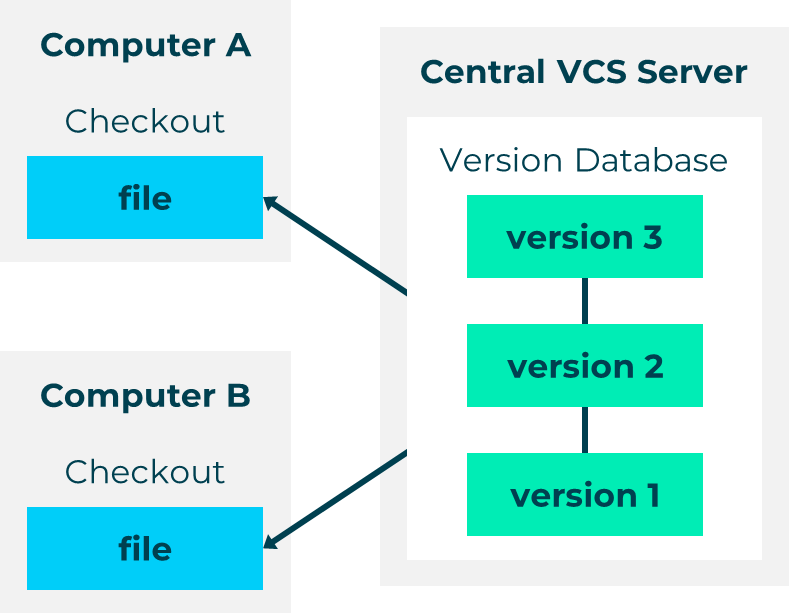 Computer A
Checkout
file
Central VCS Server
Version Database
version 3
version 2
version 1
Computer B
Checkout
file